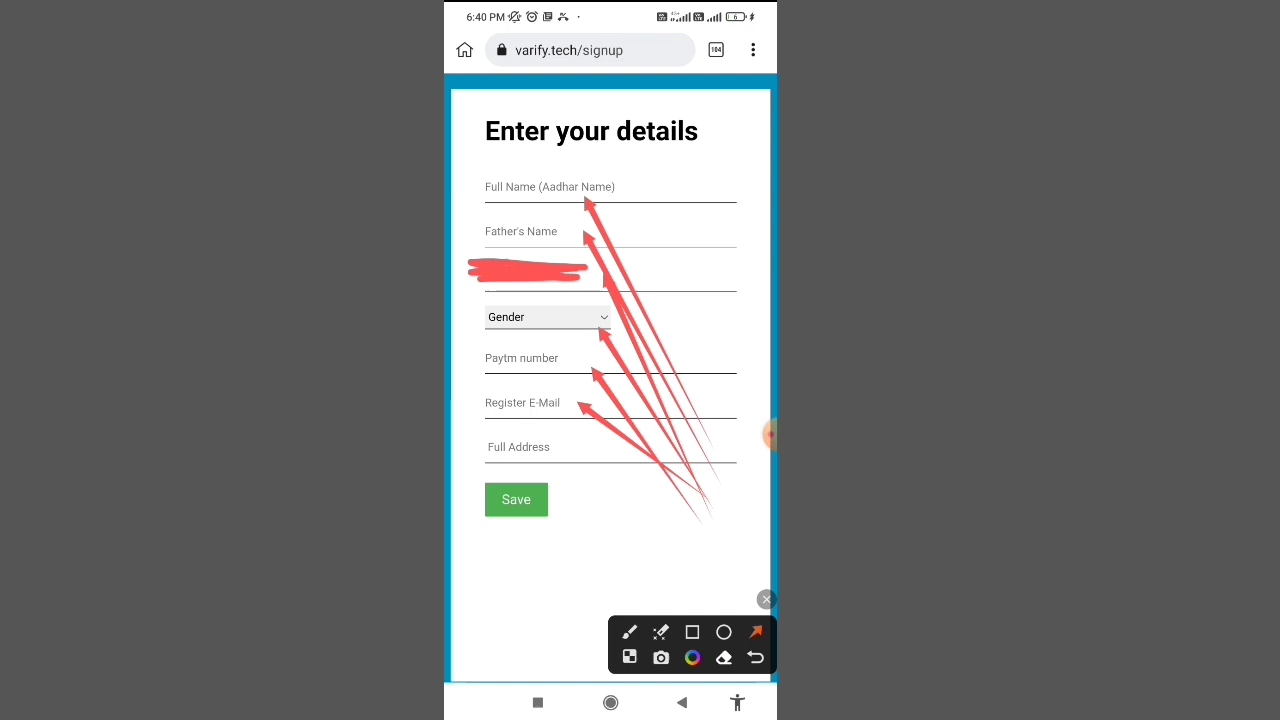 6:40 PM
varify.tech/signup
104
Enter your details
Full Name (Aadhar Name)
Father's Name
Gender
Paytm number
Register E-Mail
Full Address
Save